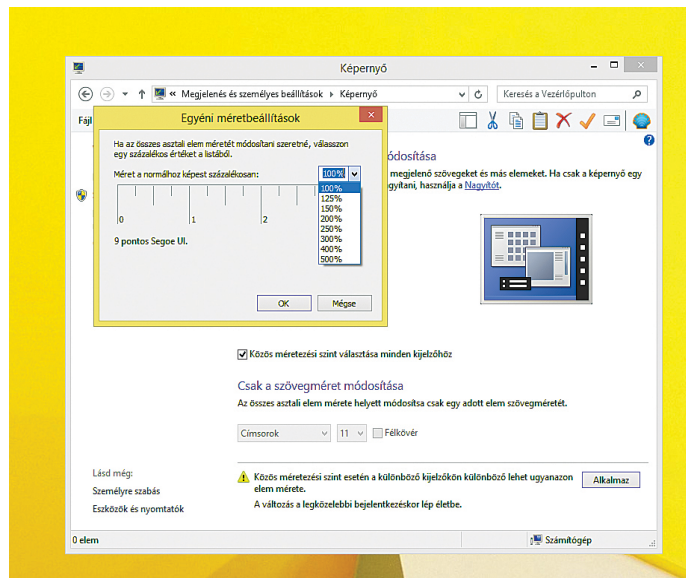 Képernyő
« Megjelenés és személyes beállítások ▸ Képernyő
Keresés a Vezérlőpulton
Fájl
Egyéni méretbeállítások
Ha az összes asztali elem méretét módosítani szeretné, válasszon
egy százalékos értéket a listából.
Méret a normálhoz képest százalékosan:
100%
100%
125%
150%
200%
250%
300%
400%
500%
0 1 2
9 pontos Segoe UI.
OK Mégse
ódosítása
megjelenő szövegeket és más elemeket. Ha csak a képernyő egy
gyítani, használja a Nagyítót.
Közös méretezési szint választása minden kijelzőhöz
Csak a szövegméret módosítása
Az összes asztali elem mérete helyett módosítsa csak egy adott elem szövegméretét.
Címsorok 11 Félkövér
Lásd még:
Személyre szabás
Eszközök és nyomtatók
Közös méretezési szint esetén a különböző kijelzőkön különböző lehet ugyanazon
elem mérete.
A változás a legközelebbi bejelentkezéskor lép életbe.
Alkalmaz
0 elem
Számítógép